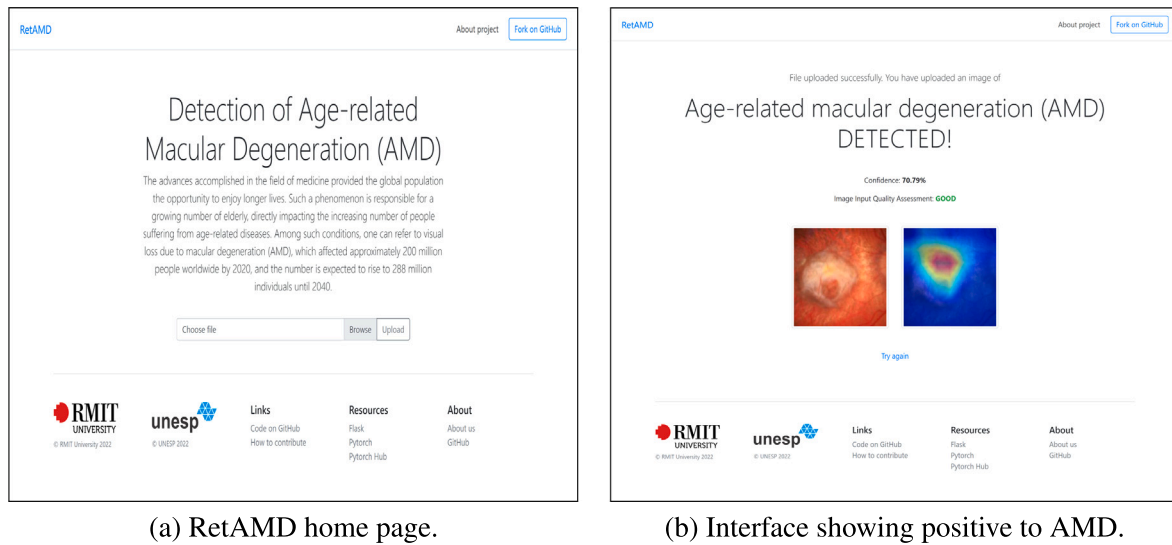 RetAMD
About project
Fork on GitHub
Detection of Age-related
Macular Degeneration (AMD)
The advances accomplished in the field of medicine provided the global population
the opportunity to enjoy longer lives. Such a phenomenon is responsible for a
growing number of elderly, directly impacting the increasing number of people
suffering from age-related diseases. Among such conditions, one can refer to visual
loss due to macular degeneration (AMD), which affected approximately 200 million
people worldwide by 2020, and the number is expected to rise to 288 million
individuals until 2040.
Choose file
Browse
Upload
RMIT
UNIVERSITY
© RMIT University 2022
unesp
© UNESP 2022
Links
Code on GitHub
How to contribute
Resources
Flask
Pytorch
Pytorch Hub
About
About us
GitHub
(a) RetAMD home page.
RetAMD
About project
Fork on GitHub
File uploaded successfully. You have uploaded an image of
Age-related macular degeneration (AMD)
DETECTED!
Confidence: 70.79%
Image Input Quality Assessment: GOOD
Try again
RMIT
UNIVERSITY
© RMIT University 2022
unesp
© UNESP 2022
Links
Code on GitHub
How to contribute
Resources
Flask
Pytorch
Pytorch Hub
About
About us
GitHub
(b) Interface showing positive to AMD.